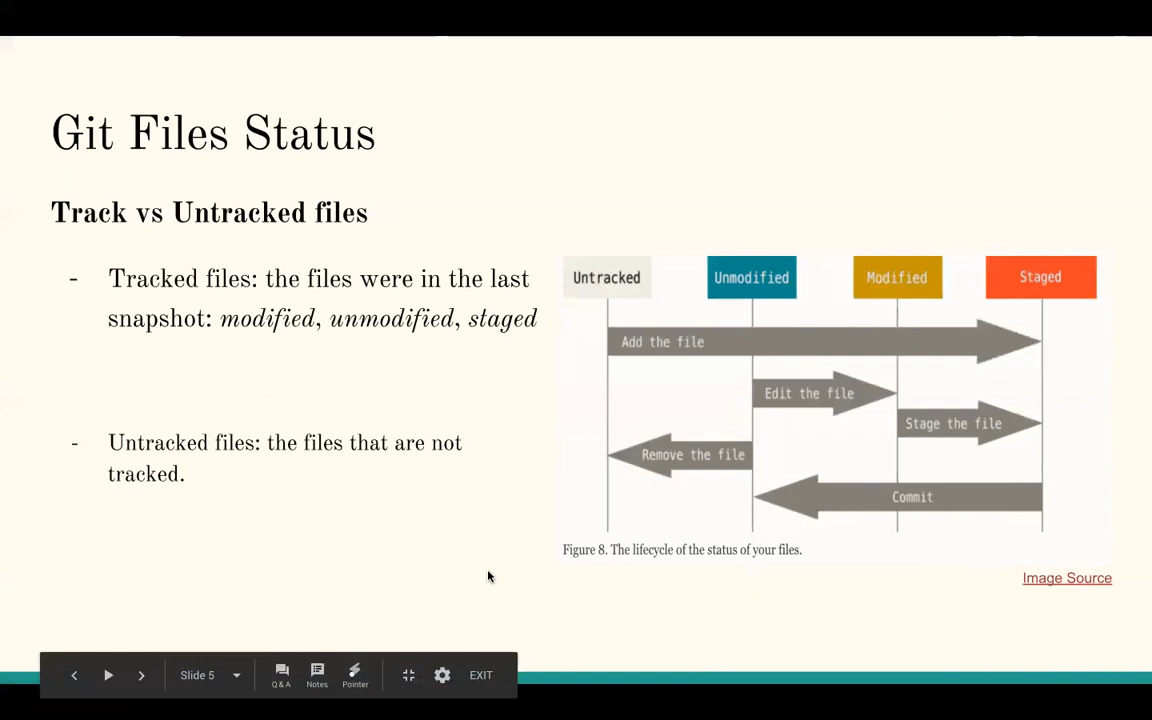 Git Files Status
Track vs Untracked files
- Tracked files: the files were in the last
snapshot: modified, unmodified, staged
- Untracked files: the files that are not
tracked.
Untracked
Unmodified
Modified
Staged
Add the file
Edit the file
Stage the file
Remove the file
Commit
Figure 8. The lifecycle of the status of your files.
Image Source
Slide 5
Q & A
Notes
Pointer
EXIT